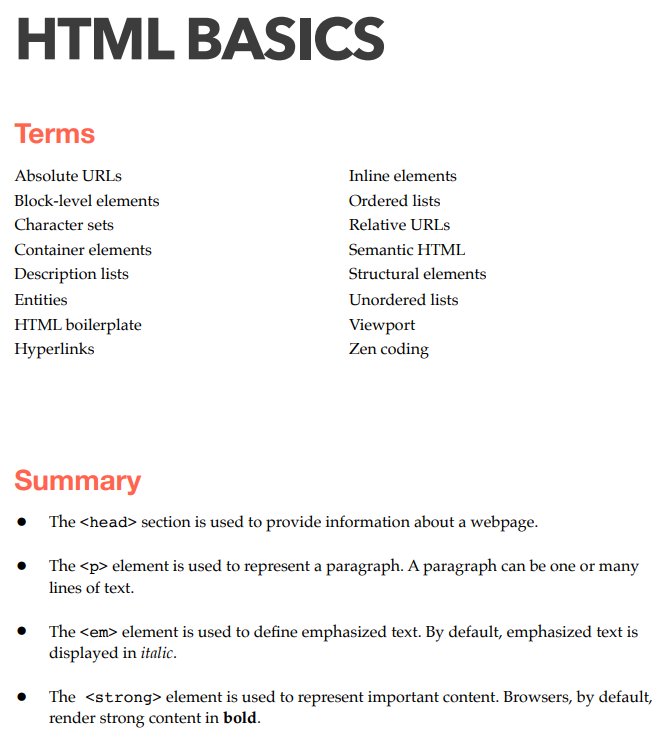 HTML BASICS
Terms
Absolute URLs
Block-level elements
Character sets
Container elements
Description lists
Entities
HTML boilerplate
Hyperlinks
Inline elements
Ordered lists
Relative URLs
Semantic HTML
Structural elements
Unordered lists
Viewport
Zen coding
Summary
● The <head> section is used to provide information about a webpage.
● The <p> element is used to represent a paragraph. A paragraph can be one or many
lines of text.
● The <em> element is used to define emphasized text. By default, emphasized text is
displayed in italic.
● The <strong> element is used to represent important content. Browsers, by default,
render strong content in bold.